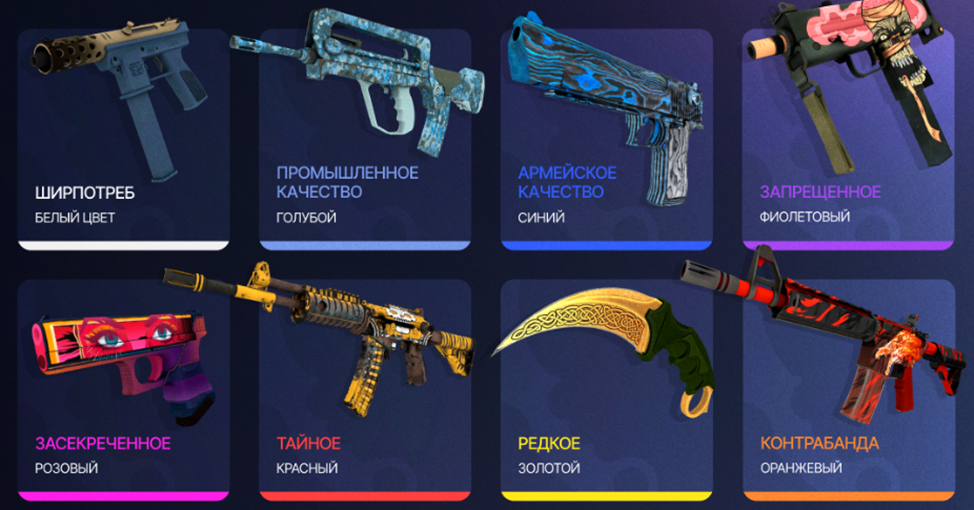 ШИРПОТРЕБ
БЕЛЫЙ ЦВЕТ
ПРОМЫШЛЕННОЕ
КАЧЕСТВО
ГОЛУБОЙ
АРМЕЙСКОЕ
КАЧЕСТВО
СИНИЙ
ЗАПРЕЩЕННОЕ
ФИОЛЕТОВЫЙ
ЗАСЕКРЕЧЕННОЕ
РОЗОВЫЙ
ТАЙНОЕ
КРАСНЫЙ
РЕДКОЕ
ЗОЛОТОЙ
КОНТРАБАНДА
ОРАНЖЕВЫЙ